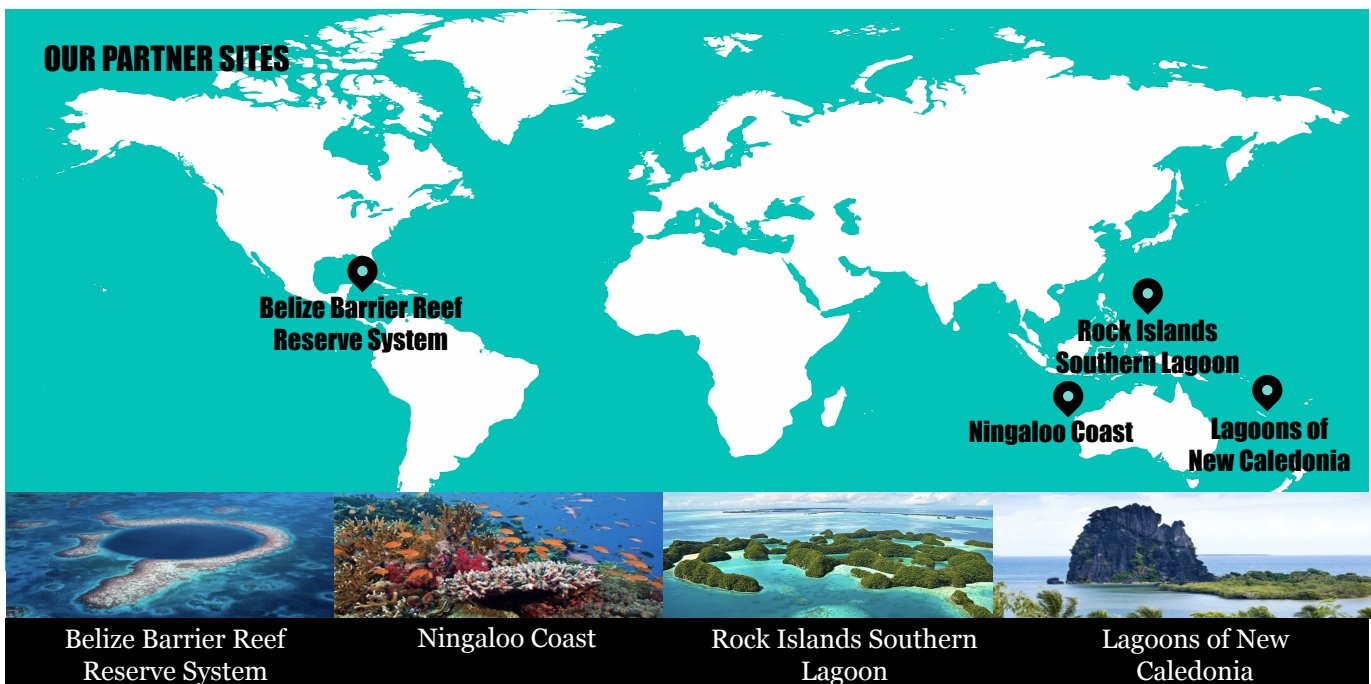 OUR PARTNER SITES
Belize Barrier Reef
Reserve System
Rock Islands
Southern Lagoon
Ningaloo Coast
Lagoons of
New Caledonia
Belize Barrier Reef
Reserve System
Ningaloo Coast
Rock Islands Southern
Lagoon
Lagoons of New
Caledonia